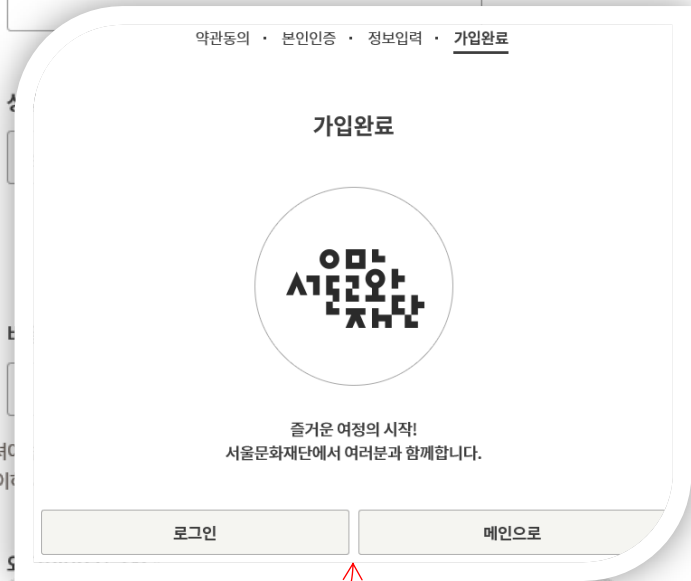 약관동의 · 본인인증 · 정보입력 · 가입완료
가입완료
서울문화재단
즐거운 여정의 시작!
서울문화재단에서 여러분과 함께합니다.
로그인
메인으로